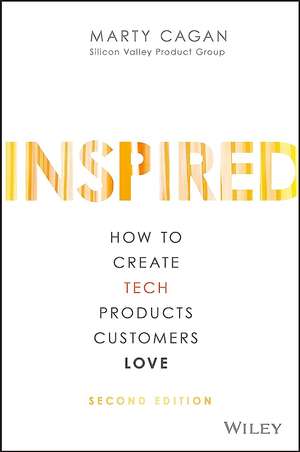 MARTY CAGAN
Silicon Valley Product Group
INSPIRED
HOW TO
CREATE
TECH
PRODUCTS
CUSTOMERS
LOVE
SECOND EDITION
WILEY